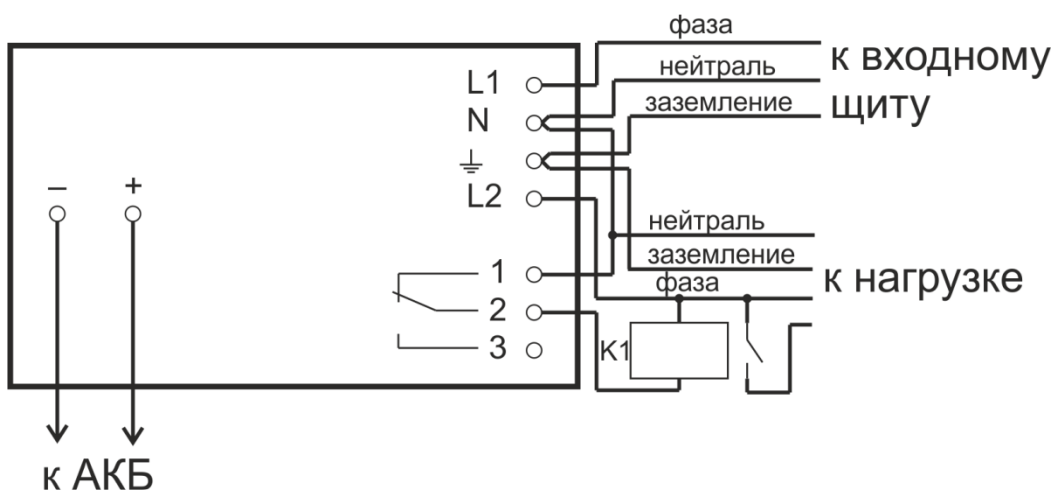 фаза
L1
нейтраль
к входному
щиту
N
заземление
– +
L2
нейтраль
1
заземление
к нагрузке
фаза
2
3
K1
к АКБ